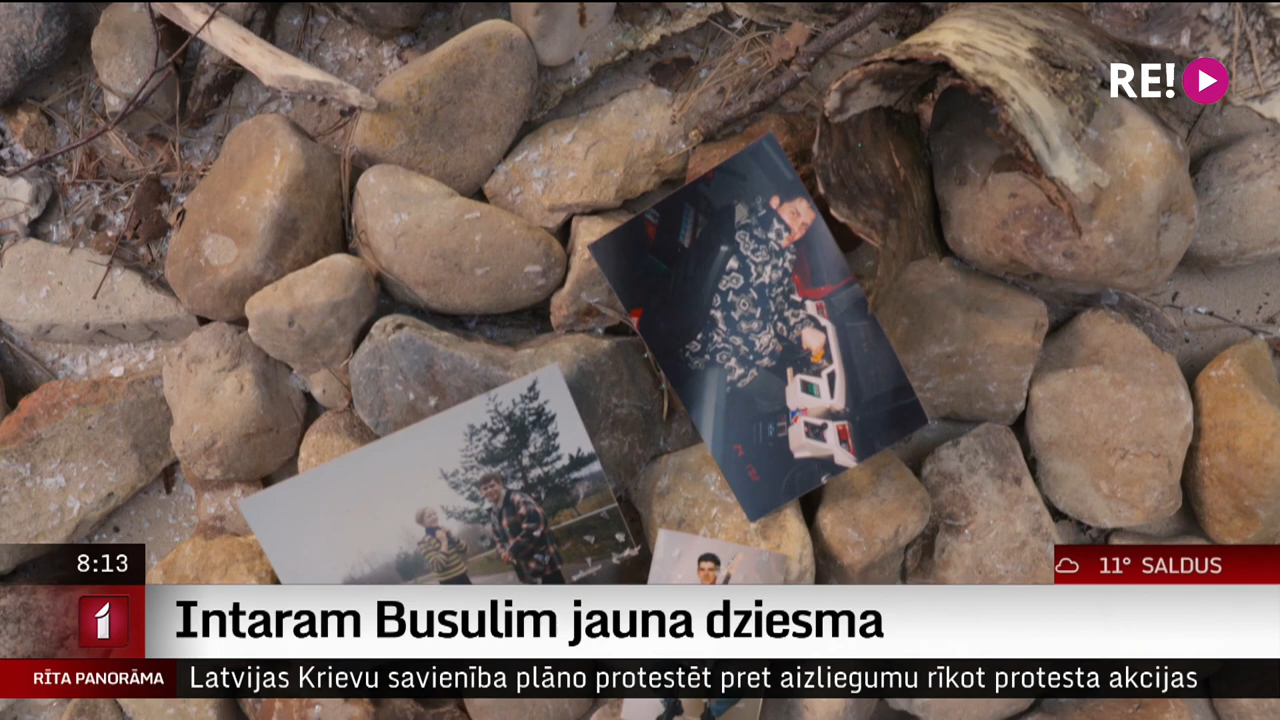 RE!
8:13
11° SALDUS
1
Intaram Busulim jauna dziesma
RĪTA PANORĀMA
Latvijas Krievu savienība plāno protestēt pret aizliegumu rīkot protesta akcijas